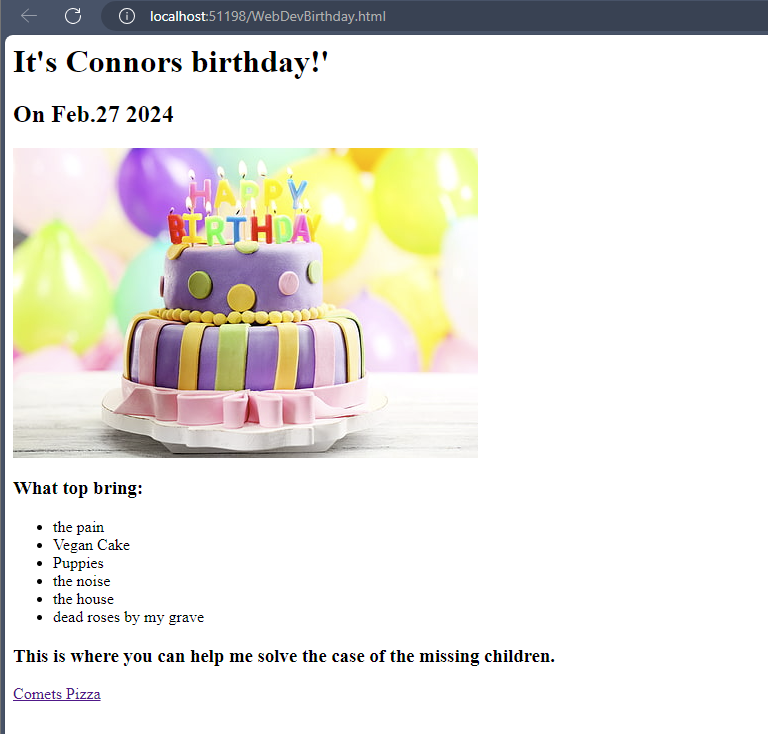 localhost:51198/WebDevBirthday.html
It's Connors birthday!'
On Feb.27 2024
HAPPY
BIRTHDAY
What top bring:
the pain
Vegan Cake
Puppies
the noise
the house
dead roses by my grave
This is where you can help me solve the case of the missing children.
Comets Pizza